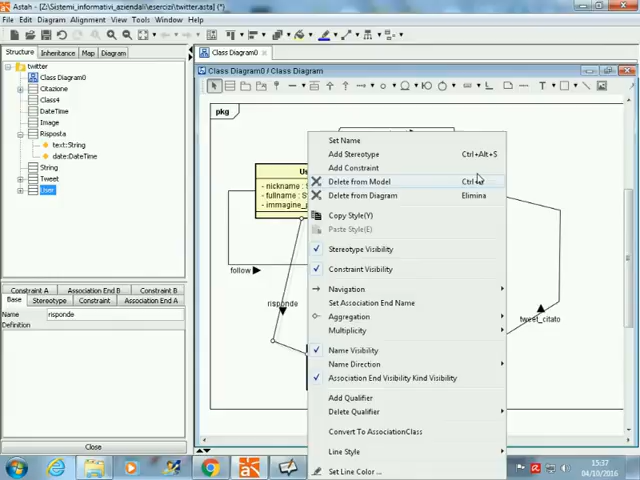 Astah - [Z:\Sistemi_informativi_aziendali\esercizi\twitter.asta]
File Edit Diagram Alignment View Tools Window Help
Structure Inheritance Map Diagram
twitter
Class Diagram0
Citazione
Class4
DateTime
Image
Risposta
text:String
date:DateTime
String
Tweet
User
Constraint A Association End B Constraint B
Base Stereotype Constraint Association End A
Name risponde
Definition
Close
Class Diagram0
Class Diagram0 / Class Diagram
pkg
- nickname :
- fullname : S
- immagine_
follow
risponde
tweet_citato
Set Name
Add Stereotype Ctrl+Alt+S
Add Constraint
Delete from Model
Delete from Diagram Elimina
Copy Style(Y)
Paste Style(E)
Stereotype Visibility
Constraint Visibility
Navigation
Set Association End Name
Aggregation
Multiplicity
Name Visibility
Name Direction
Association End Visibility Kind Visibility
Add Qualifier
Delete Qualifier
Convert To AssociationClass
Line Style
Set Line Color ...
15:37
04/10/2016